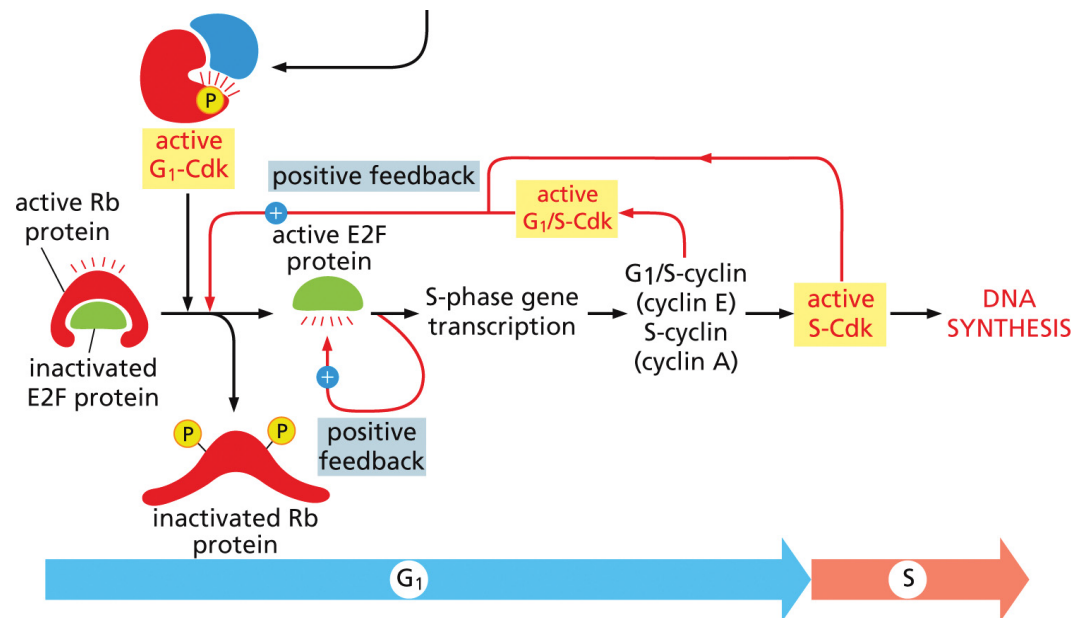 P
active
G1-Cdk
positive feedback
active
G1/S-Cdk
active Rb
protein
+
active E2F
protein
G1/S-cyclin
(cyclin E)
S-cyclin
(cyclin A)
S-phase gene
transcription
active
S-Cdk
DNA
SYNTHESIS
inactivated
E2F protein
+
P
P
positive
feedback
inactivated Rb
protein
G1
S